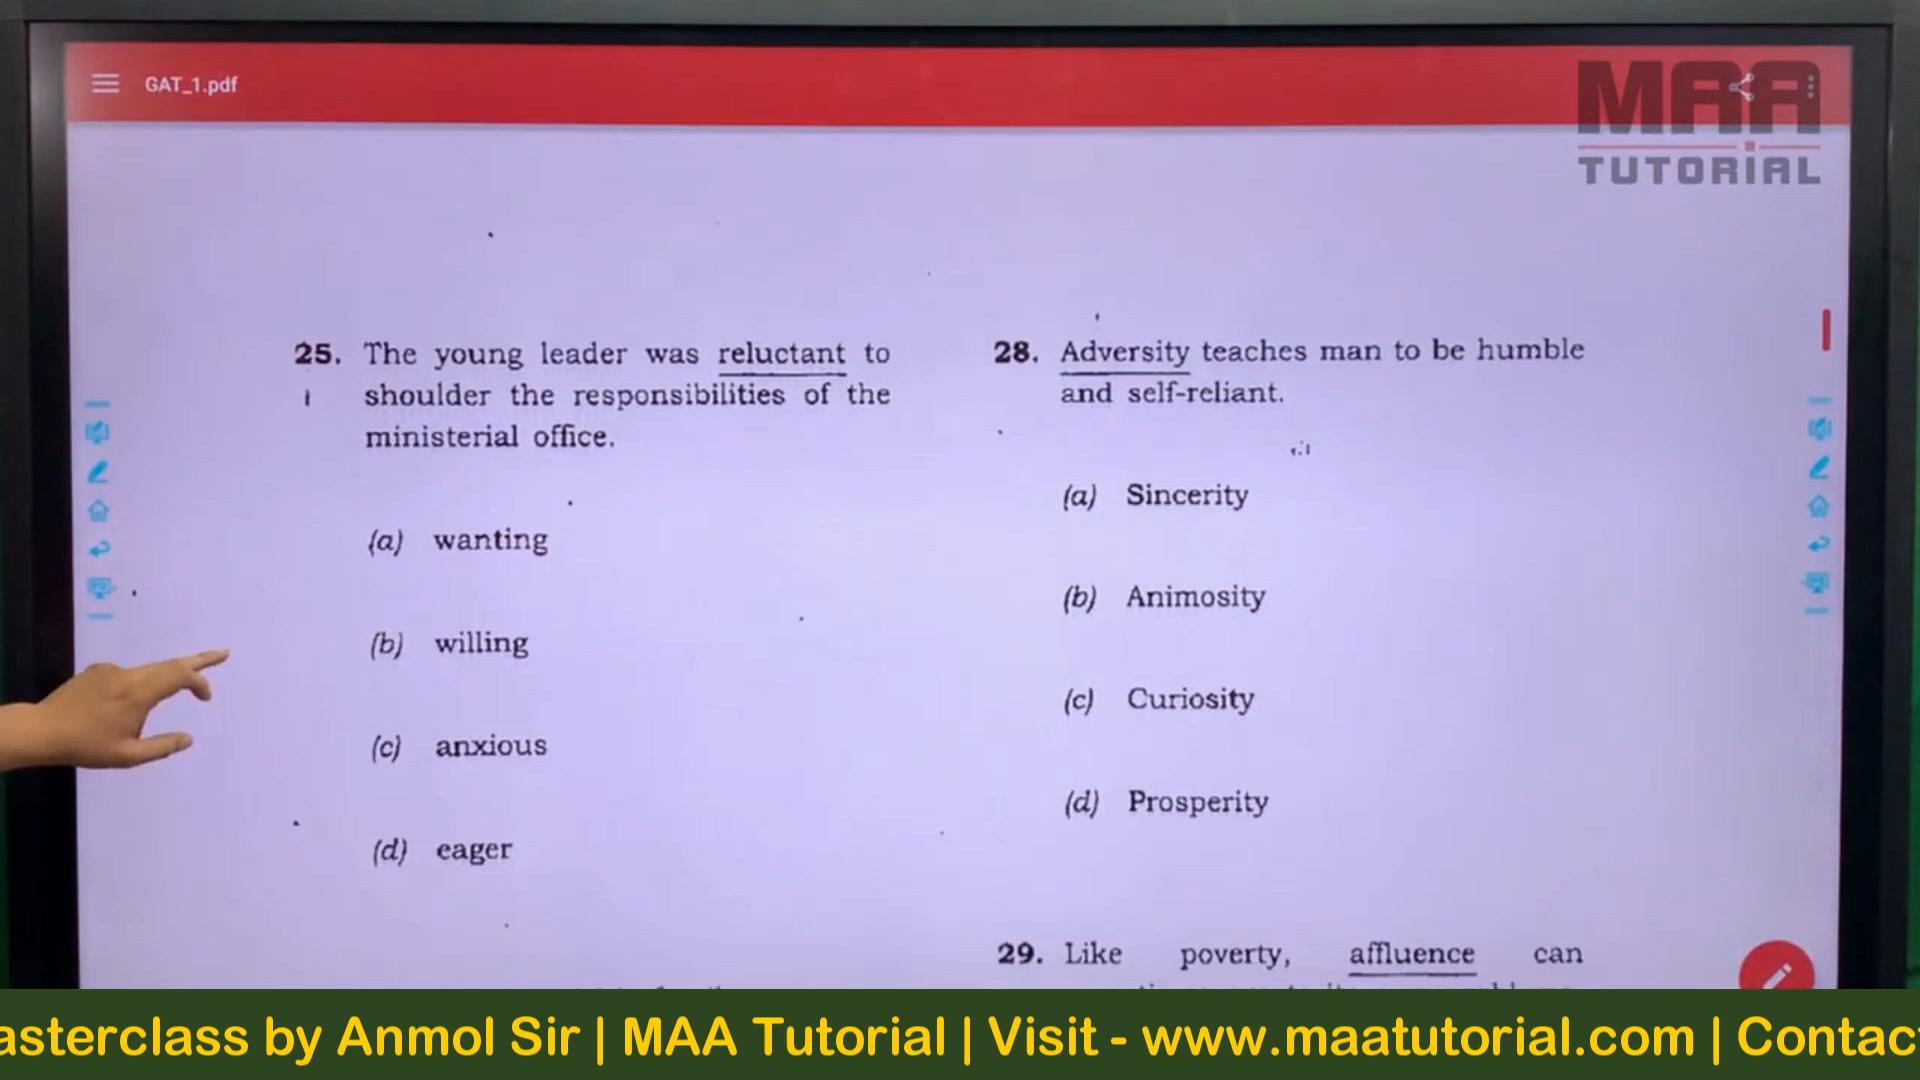 GAT_1.pdf
MAA
TUTORIAL
25. The young leader was reluctant to
shoulder the responsibilities of the
ministerial office.
(a) wanting
(b) willing
(c) anxious
(d) eager
28. Adversity teaches man to be humble
and self-reliant.
(a) Sincerity
(b) Animosity
(c) Curiosity
(d) Prosperity
29. Like poverty, affluence can
asterclass by Anmol Sir | MAA Tutorial | Visit - www.maatutorial.com | Contac